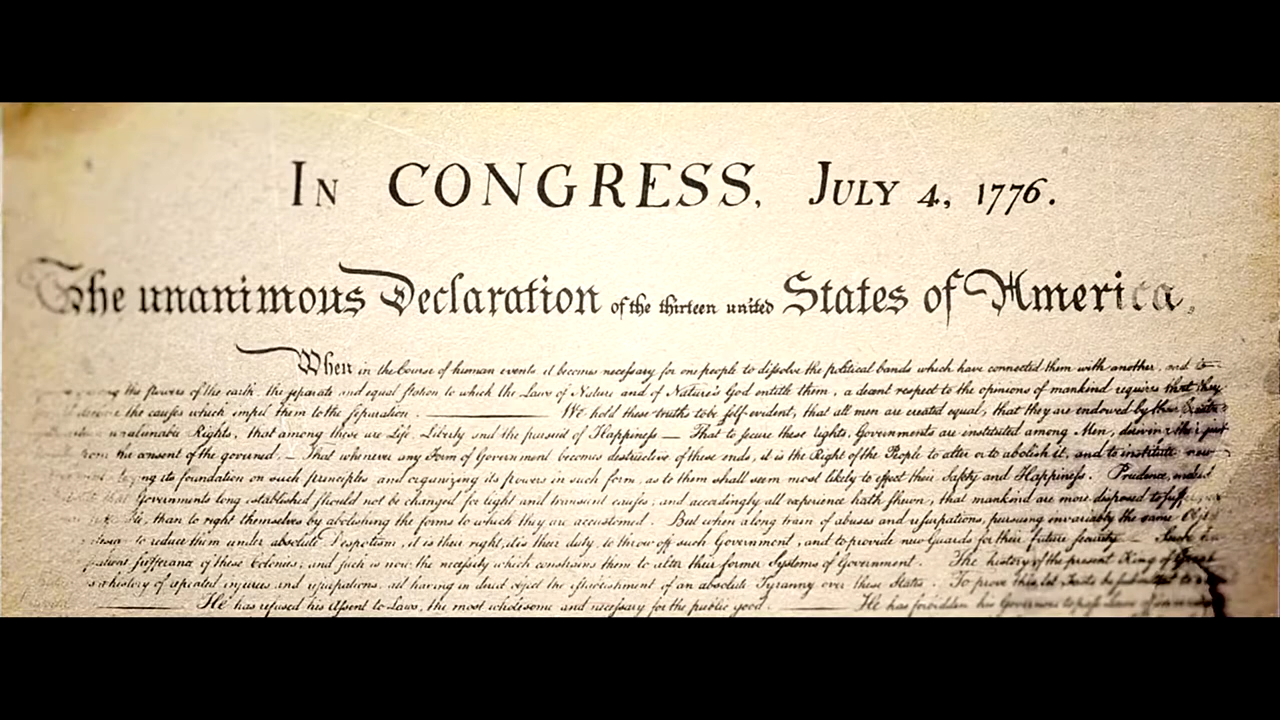 IN CONGRESS, JULY 4, 1776.
The unanimous Declaration of the thirteen united States of America,
When in the Course of human events it becomes necessary for one people to dissolve the political bands which have connected them with another, and to
among the powers of the earth, the separate and equal station to which the Laws of Nature and of Nature's God entitle them, a decent respect to the opinions of mankind requires that they
the causes which impel them to the separation. — We hold these truths to be self-evident, that all men are created equal, that they are endowed by their
unalienable Rights, that among these are Life, Liberty and the pursuit of Happiness — That to secure these rights, Governments are instituted among Men, deriving their just
from the consent of the governed, — That whenever any Form of Government becomes destructive of these ends, it is the Right of the People to alter or to abolish it, and to institute new
laying its foundation on such principles and organizing its powers in such form, as to them shall seem most likely to effect their Safety and Happiness. Prudence, indeed
that Governments long established should not be changed for light and transient causes; and accordingly all experience hath shewn, that mankind are more disposed to suffer,
than to right themselves by abolishing the forms to which they are accustomed. But when a long train of abuses and usurpations, pursuing invariably the same Object
to reduce them under absolute Despotism, it is their right, it is their duty, to throw off such Government, and to provide new Guards for their future security. — Such
patient sufferance of these Colonies; and such is now the necessity which constrains them to alter their former Systems of Government. The history of the present King of Great
a history of repeated injuries and usurpations, all having in direct object the establishment of an absolute Tyranny over these States. To prove this, let Facts be submitted to a
— He has refused his Assent to Laws, the most wholesome and necessary for the public good. — He has forbidden his Governors to pass Laws of